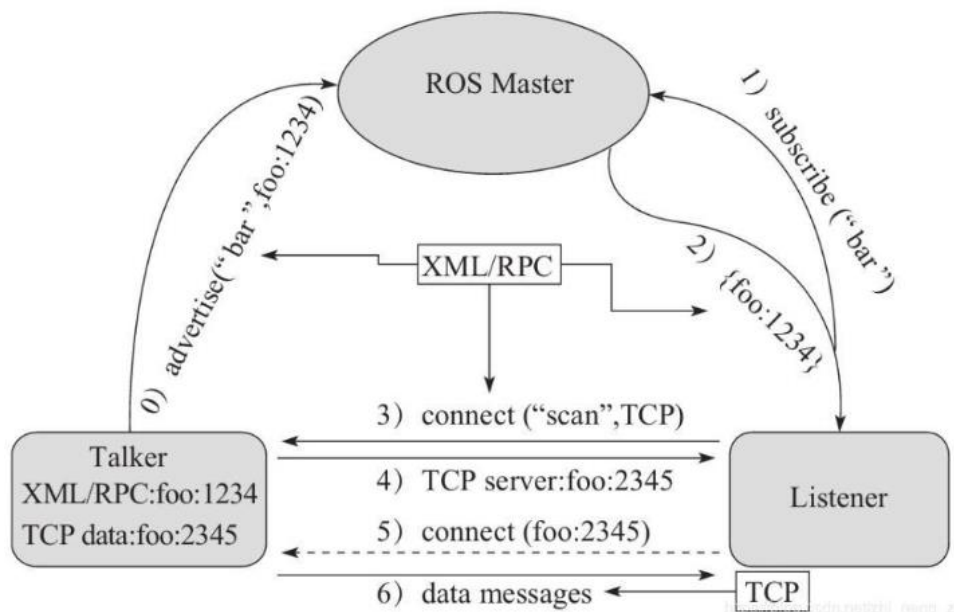 ROS Master
0）advertise(“bar”,foo:1234)
1）subscribe (“bar”)
2）{foo:1234}
XML/RPC
3）connect (“scan”,TCP)
Talker
XML/RPC:foo:1234
TCP data:foo:2345
4）TCP server:foo:2345
Listener
5）connect (foo:2345)
6）data messages
TCP